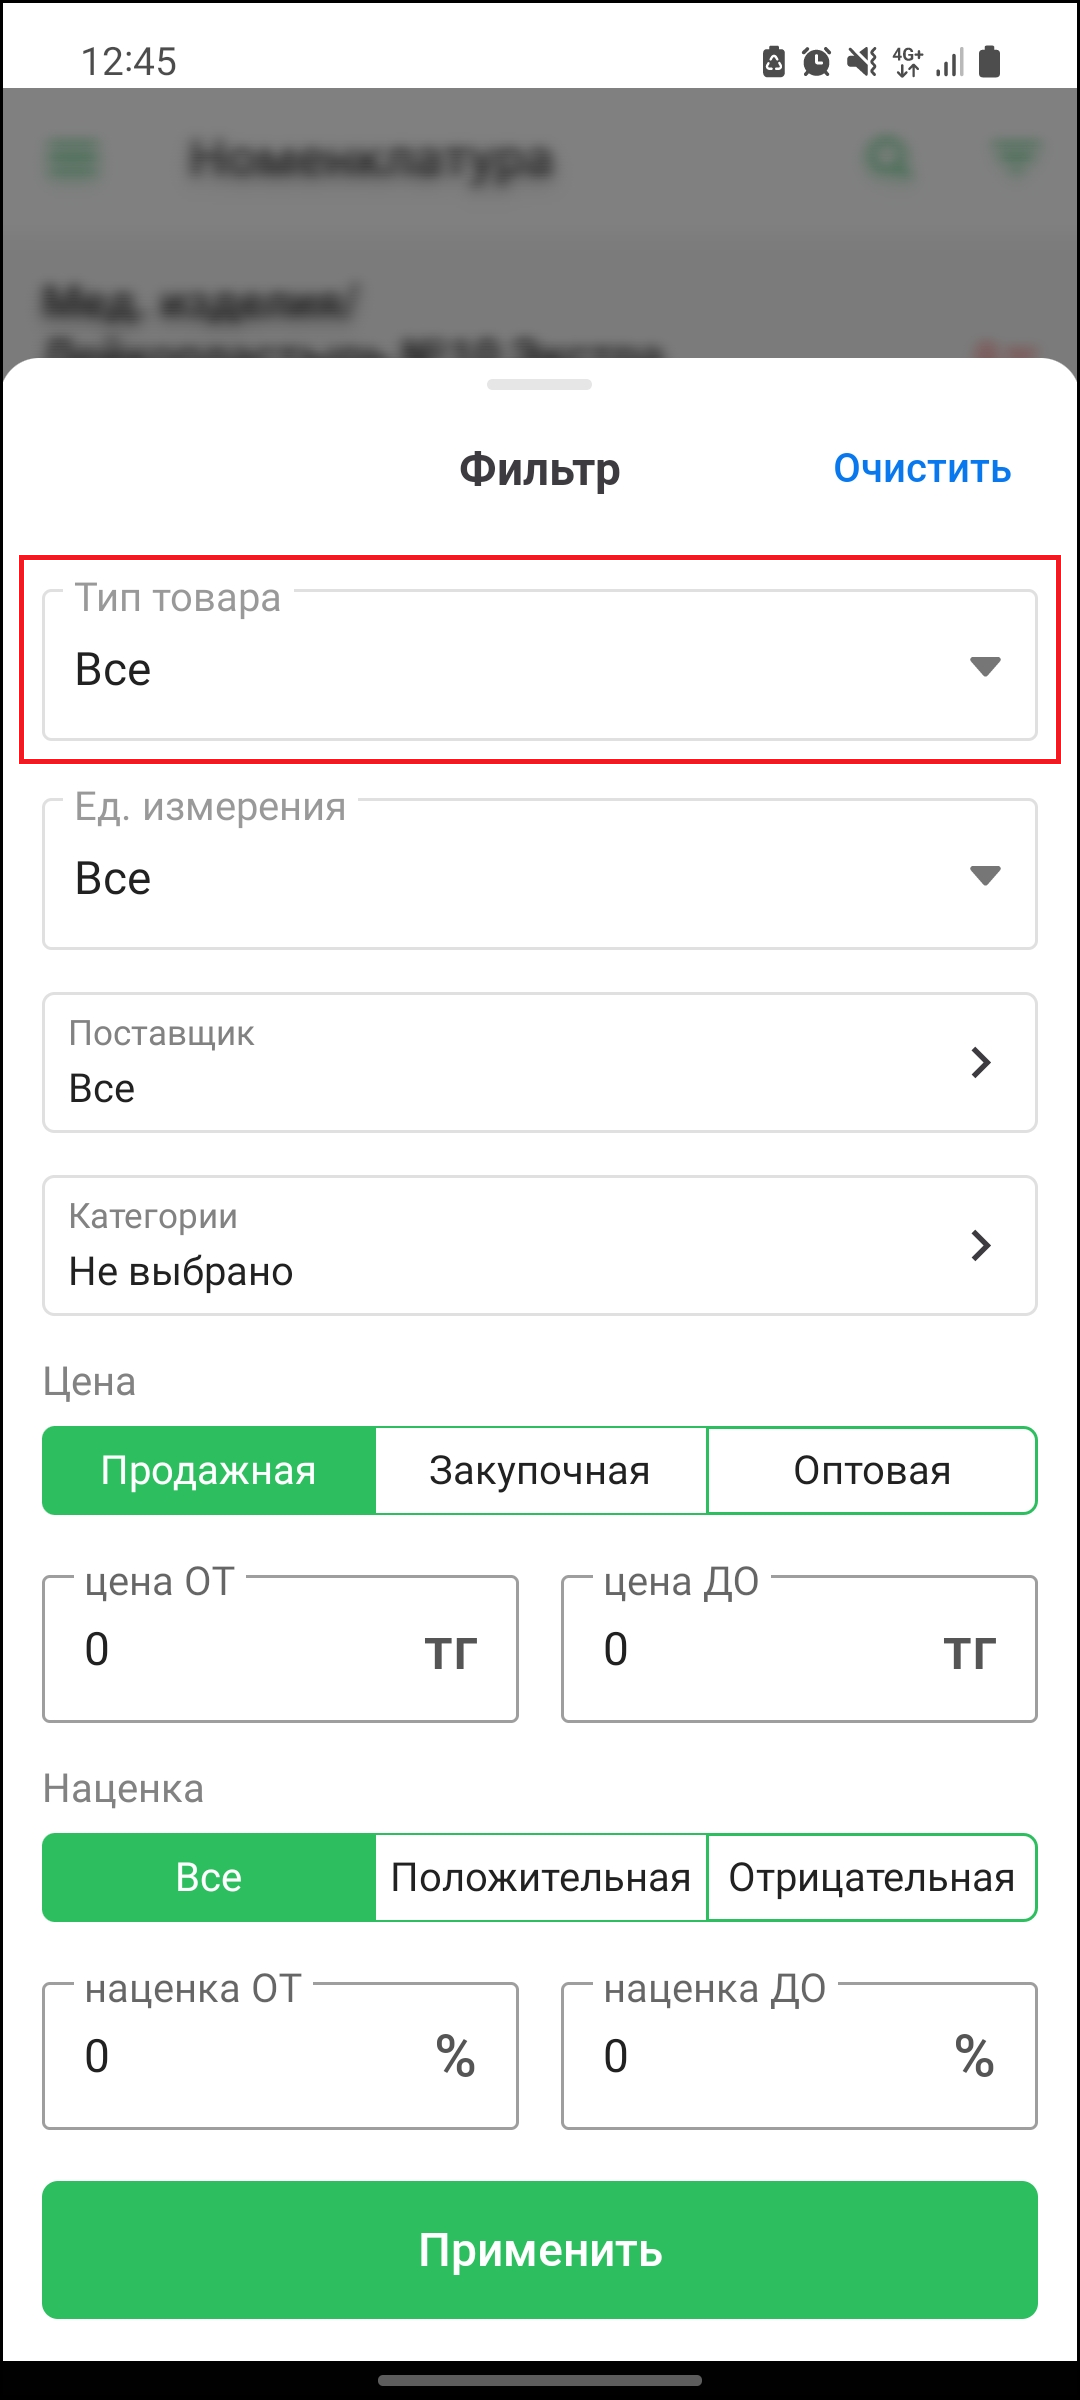 12:45
4G+
Номенклатура
Мед. изделия/
Фильтр
Очистить
Тип товара
Все
Ед. измерения
Все
Поставщик
Все
Категории
Не выбрано
Цена
Продажная Закупочная Оптовая
цена ОТ цена ДО
0 тг 0 тг
Наценка
Все Положительная Отрицательная
наценка ОТ наценка ДО
0 % 0 %
Применить